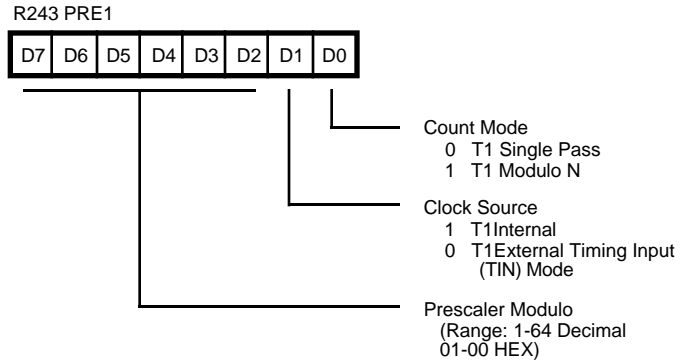 R243 PRE1
D7 D6 D5 D4 D3 D2 D1 D0
Count Mode
0 T1 Single Pass
1 T1 Modulo N
Clock Source
1 T1Internal
0 T1External Timing Input
(TIN) Mode
Prescaler Modulo
(Range: 1-64 Decimal
01-00 HEX)